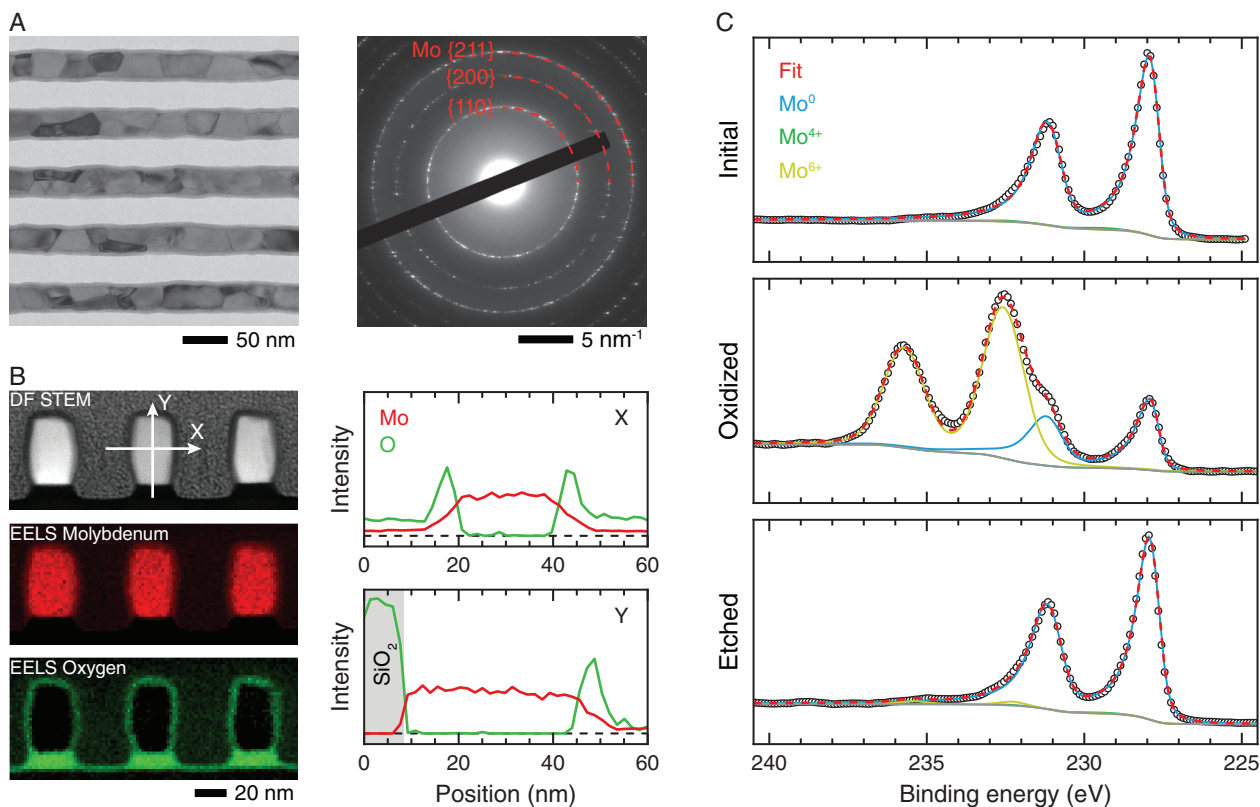 A
50 nm
Mo {211}
{200}
{110}
5 nm⁻¹
B
DF STEM
Y
X
EELS Molybdenum
EELS Oxygen
20 nm
Mo
O
X
Intensity
0 20 40 60
Y
SiO₂
Intensity
0 20 40 60
Position (nm)
C
Fit
Mo⁰
Mo⁴⁺
Mo⁶⁺
Initial
Oxidized
Etched
240 235 230 225
Binding energy (eV)